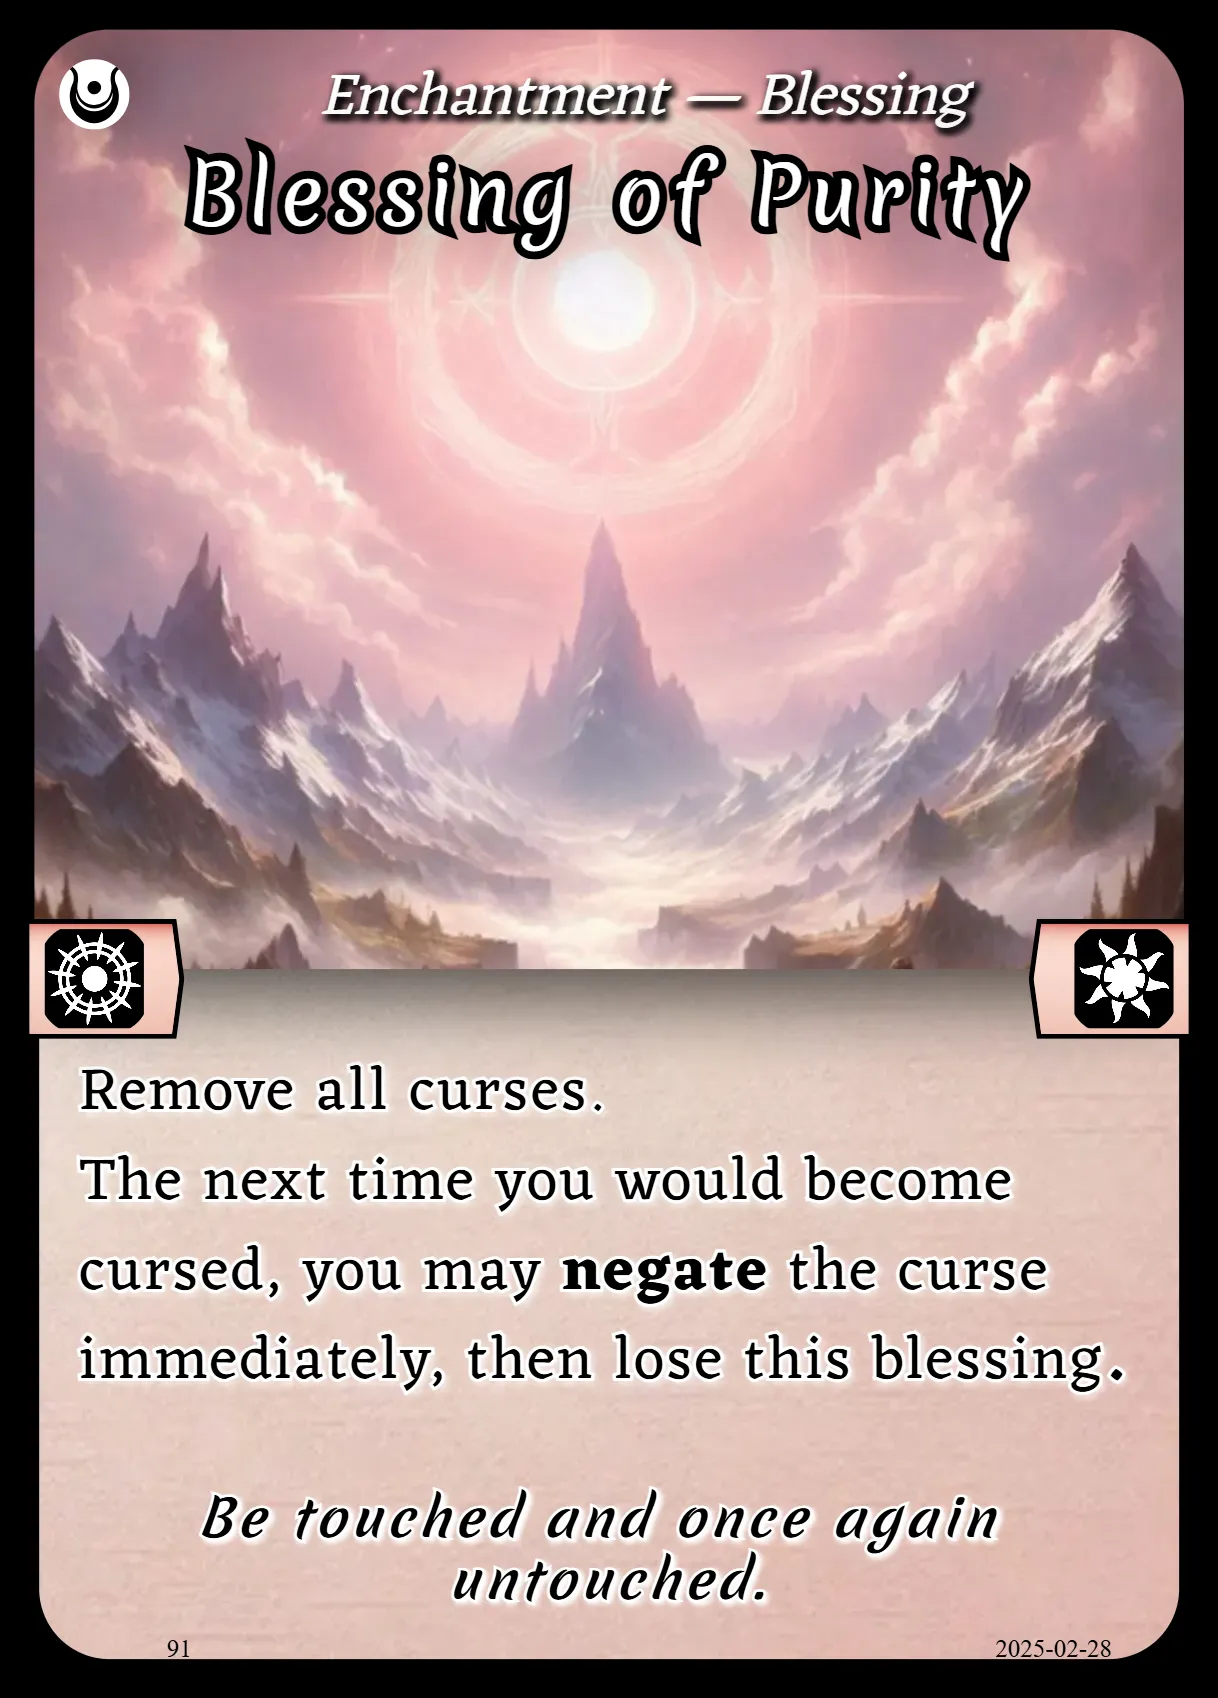 Enchantment — Blessing
Blessing of Purity
Remove all curses.
The next time you would become
cursed, you may negate the curse
immediately, then lose this blessing.
Be touched and once again
untouched.
91
2025-02-28